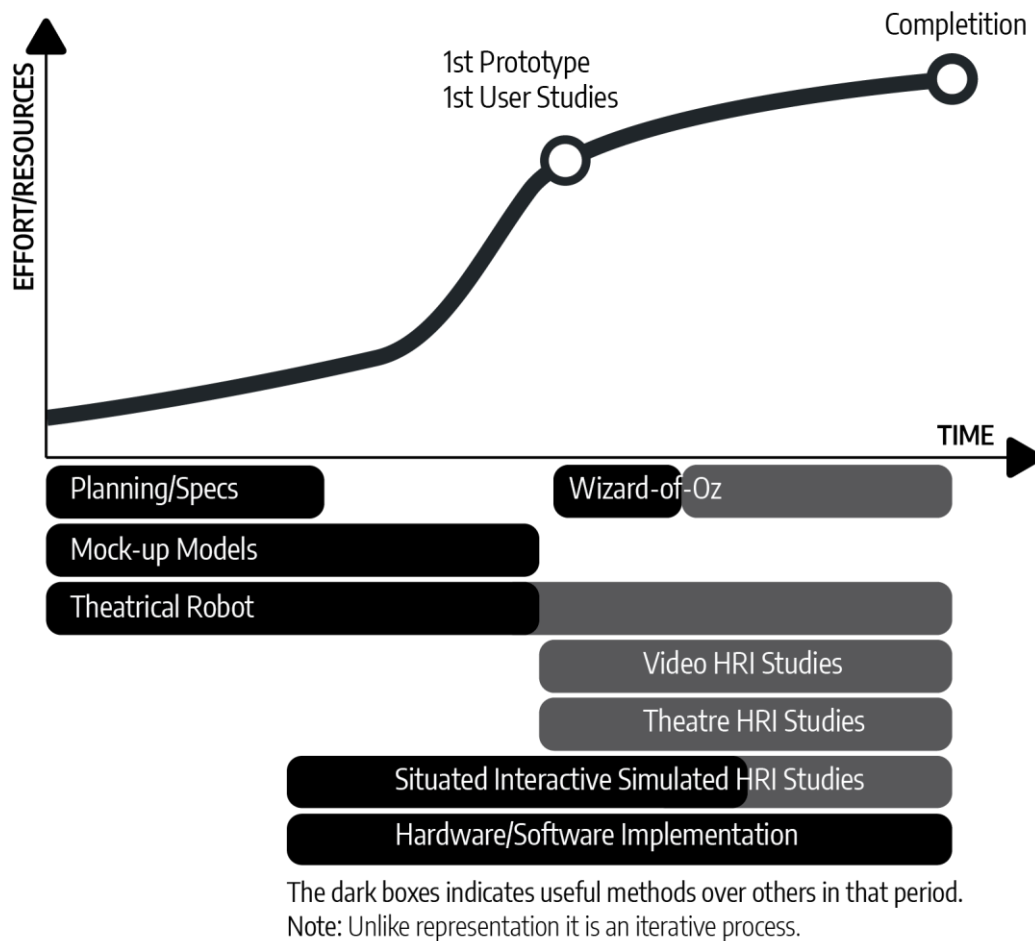 Completition
1st Prototype
1st User Studies
EFFORT/RESOURCES
TIME
Planning/Specs
Wizard-of-Oz
Mock-up Models
Theatrical Robot
Video HRI Studies
Theatre HRI Studies
Situated Interactive Simulated HRI Studies
Hardware/Software Implementation
The dark boxes indicates useful methods over others in that period.
Note: Unlike representation it is an iterative process.